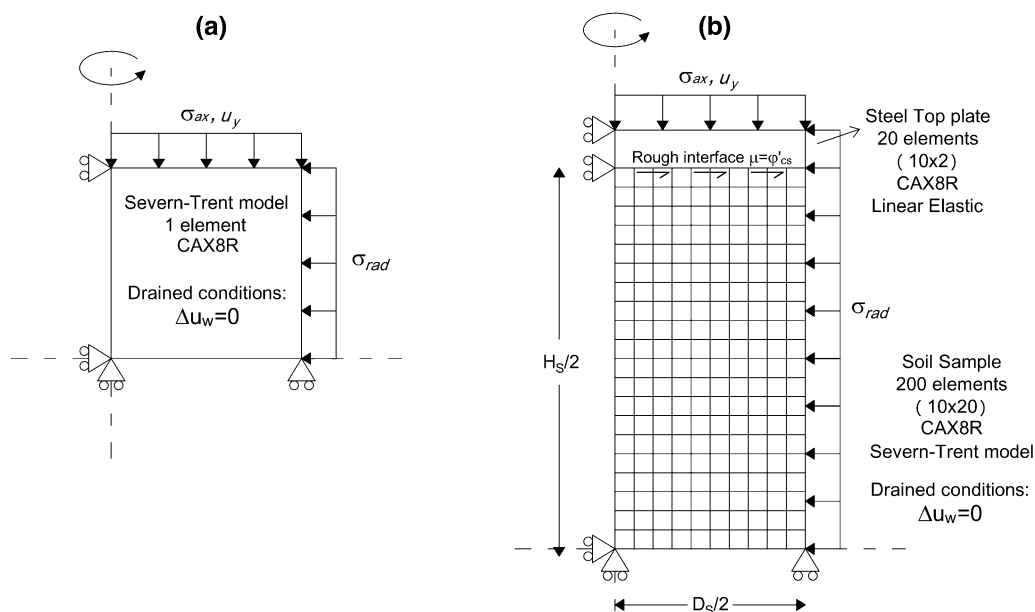 (a)
σax, uy
Severn-Trent model
1 element
CAX8R
Drained conditions:
Δuw=0
σrad
(b)
σax, uy
Steel Top plate
20 elements
(10x2)
CAX8R
Linear Elastic
Rough interface μ=φ'cs
σrad
HS/2
Soil Sample
200 elements
(10x20)
CAX8R
Severn-Trent model
Drained conditions:
Δuw=0
DS/2